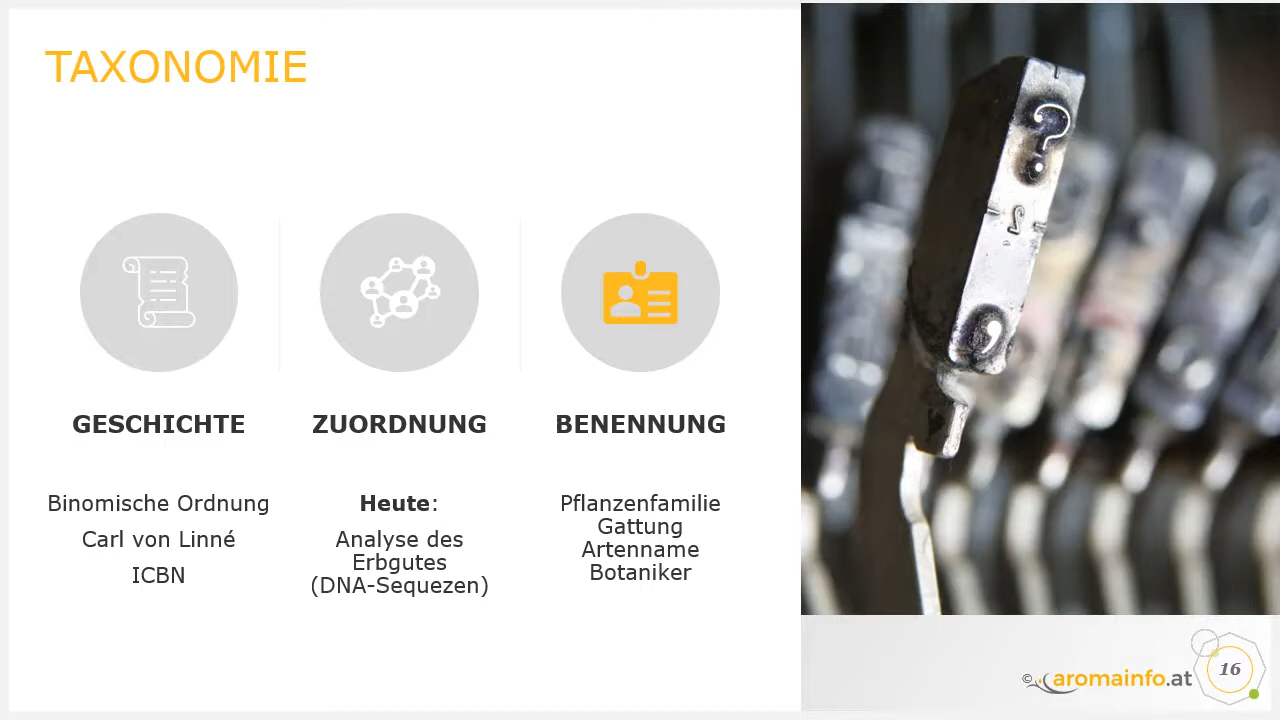 TAXONOMIE
GESCHICHTE
Binomische Ordnung
Carl von Linné
ICBN
ZUORDNUNG
Heute:
Analyse des
Erbgutes
(DNA-Sequezen)
BENENNUNG
Pflanzenfamilie
Gattung
Artenname
Botaniker
?
2
,
© aromainfo.at
16